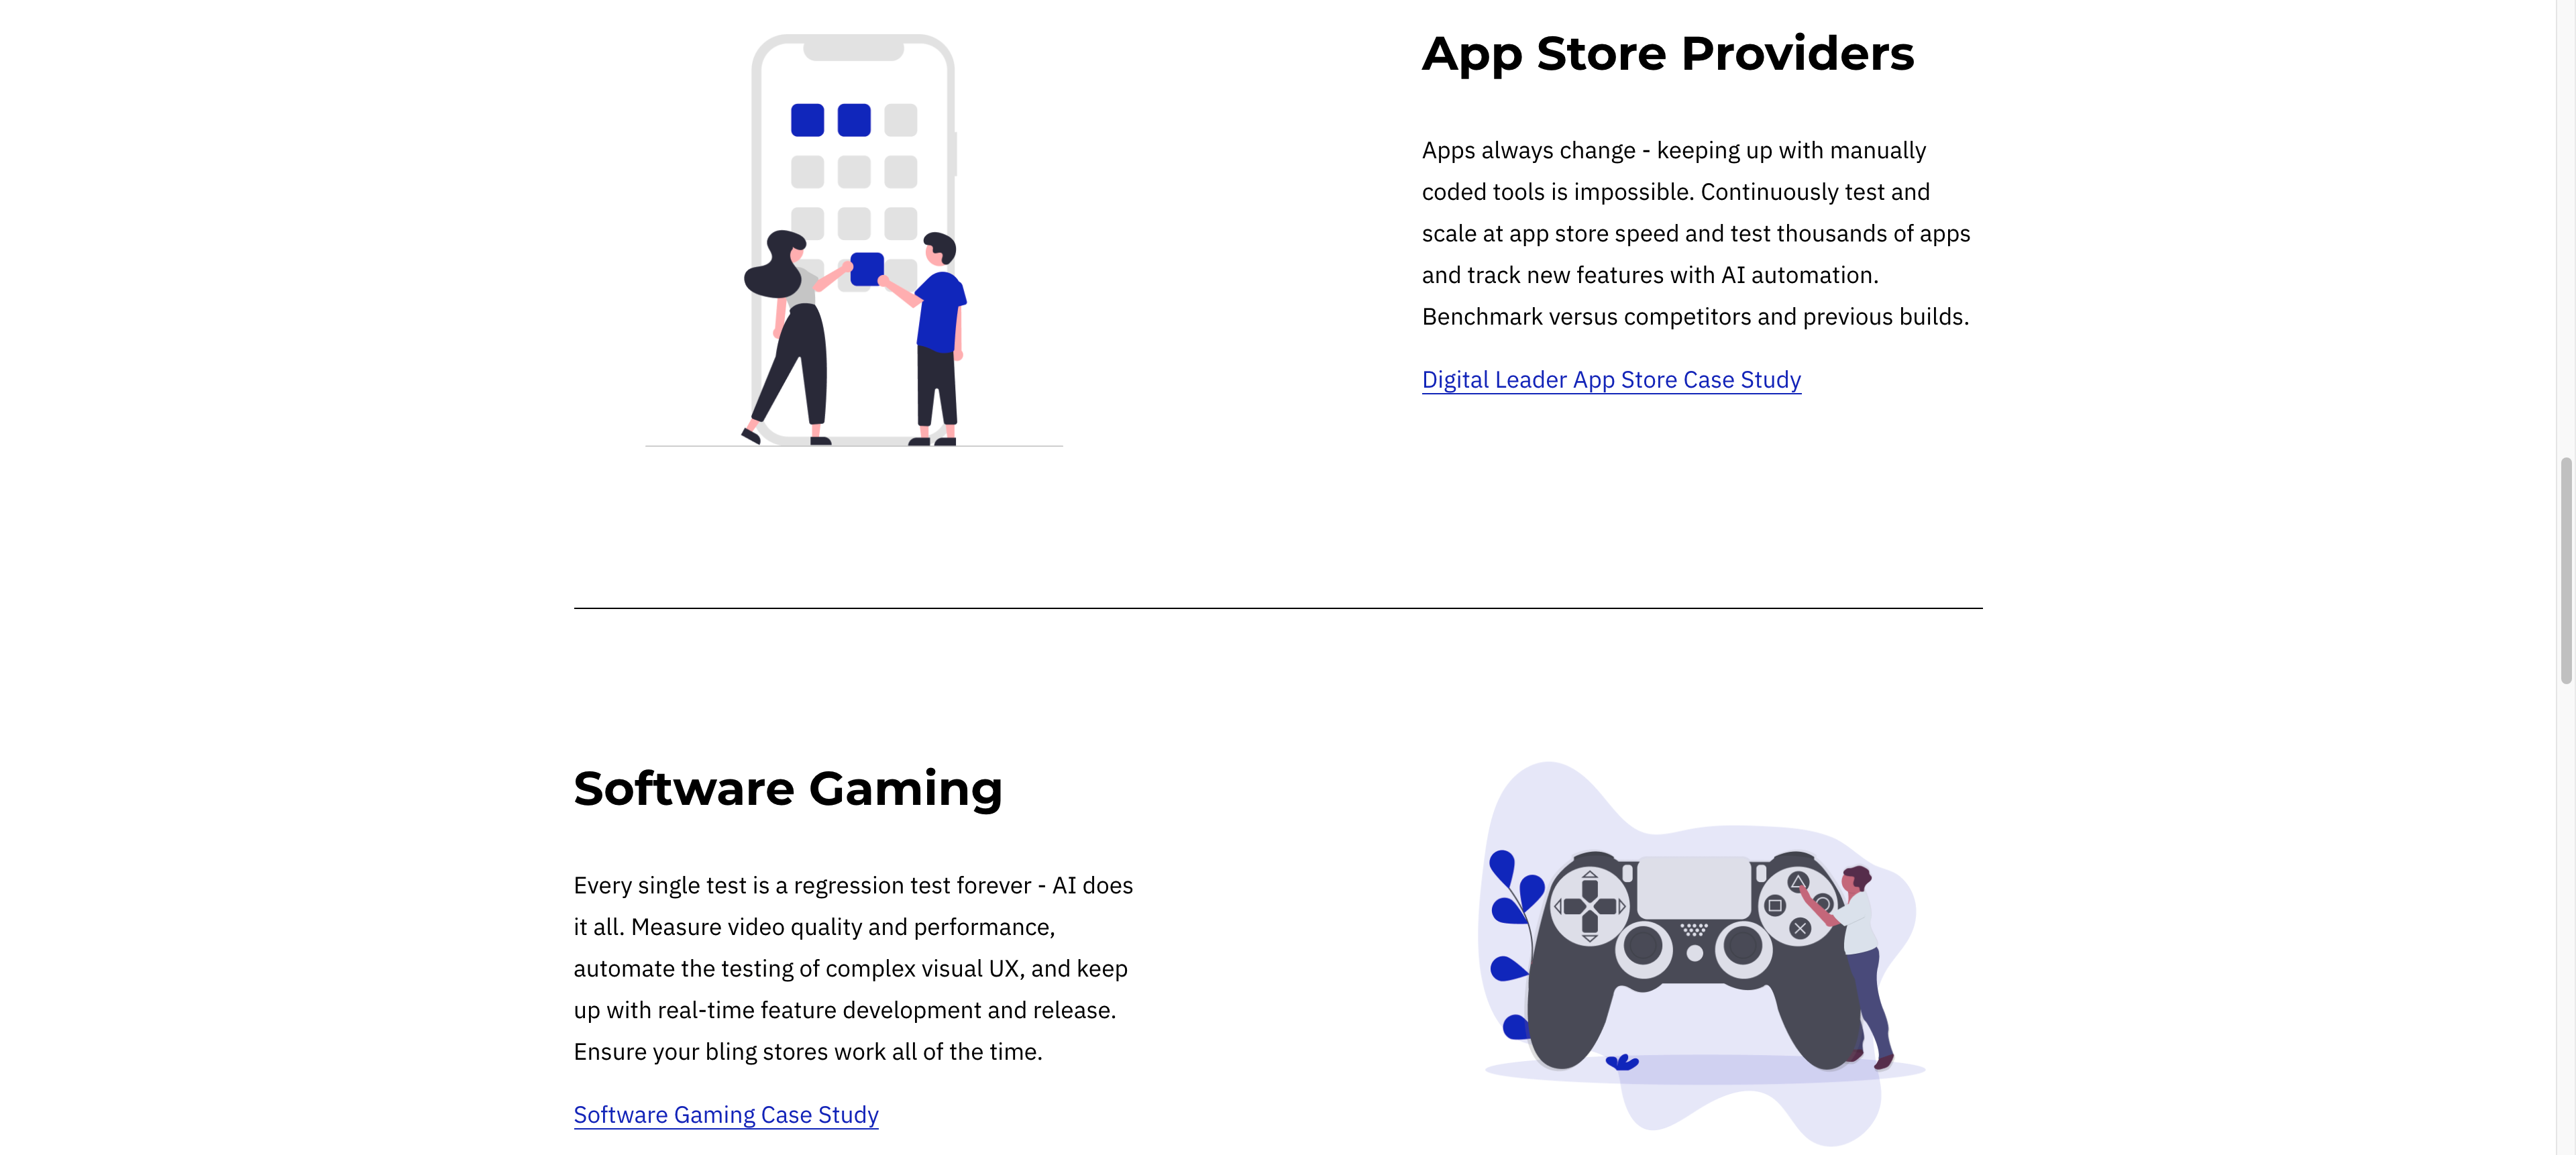 App Store Providers
Apps always change - keeping up with manually
coded tools is impossible. Continuously test and
scale at app store speed and test thousands of apps
and track new features with AI automation.
Benchmark versus competitors and previous builds.
Digital Leader App Store Case Study
Software Gaming
Every single test is a regression test forever - AI does
it all. Measure video quality and performance,
automate the testing of complex visual UX, and keep
up with real-time feature development and release.
Ensure your bling stores work all of the time.
Software Gaming Case Study